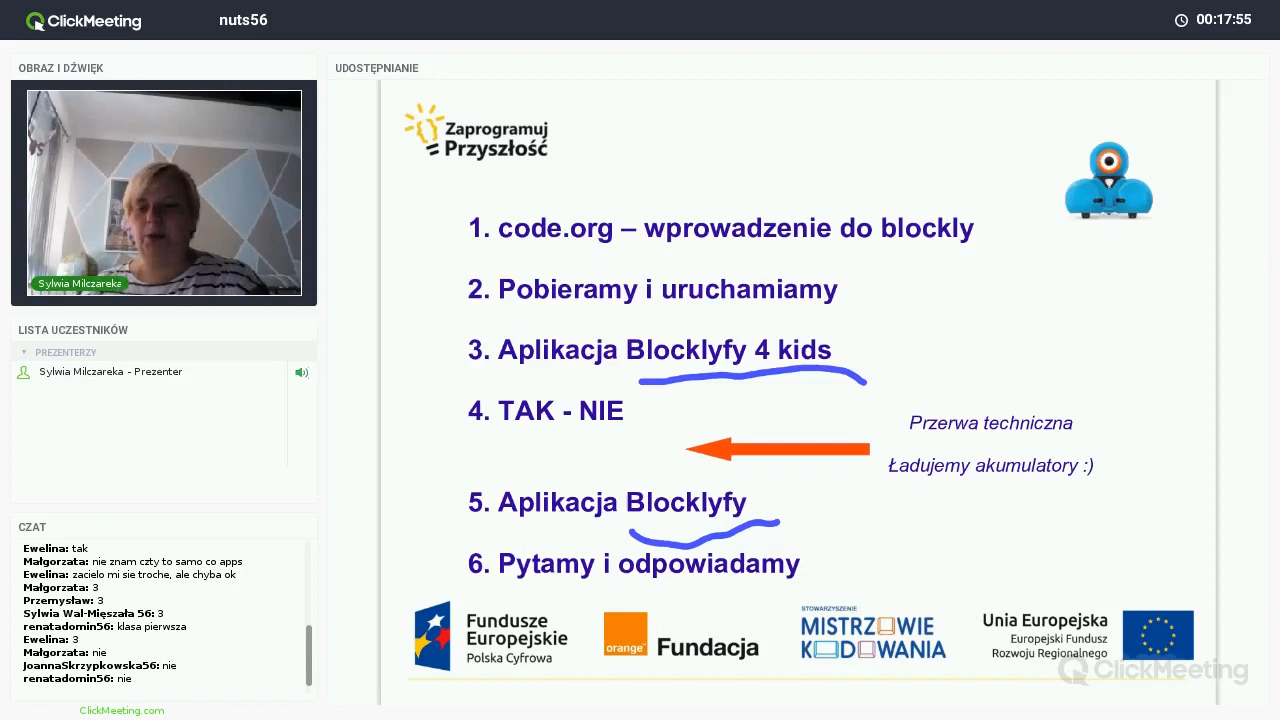 ClickMeeting
nuts56
00:17:55
OBRAZ I DŹWIĘK
Sylwia Milczareka
LISTA UCZESTNIKÓW
PREZENTERZY
Sylwia Milczareka - Prezenter
CZAT
Ewelina: tak
Małgorzata: nie znam czty to samo co apps
Ewelina: zacielo mi sie troche, ale chyba ok
Małgorzata: 3
Przemysław: 3
Sylwia Wal-Mięszała 56: 3
renatadomin56: klasa pierwsza
Ewelina: 3
Małgorzata: nie
JoannaSkrzypkowska56: nie
renatadomin56: nie
ClickMeeting.com
UDOSTĘPNIANIE
Zaprogramuj
Przyszłość
1. code.org – wprowadzenie do blockly
2. Pobieramy i uruchamiamy
3. Aplikacja Blocklyfy 4 kids
4. TAK - NIE
Przerwa techniczna
Ładujemy akumulatory :)
5. Aplikacja Blocklyfy
6. Pytamy i odpowiadamy
Fundusze
Europejskie
Polska Cyfrowa
orange
Fundacja
STOWARZYSZENIE
MISTRZOWIE
KODOWANIA
Unia Europejska
Europejski Fundusz
Rozwoju Regionalnego
ClickMeeting